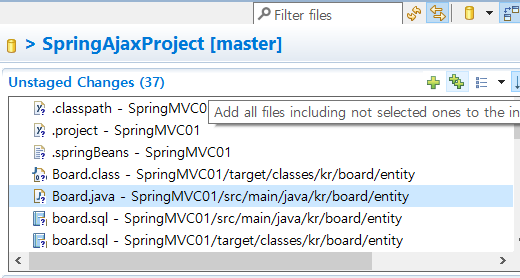 Filter files
> SpringAjaxProject [master]
Unstaged Changes (37)
.classpath - SpringMVC01
Add all files including not selected ones to the in
.project - SpringMVC01
.springBeans - SpringMVC01
Board.class - SpringMVC01/target/classes/kr/board/entity
Board.java - SpringMVC01/src/main/java/kr/board/entity
board.sql - SpringMVC01/src/main/java/kr/board/entity
board.sql - SpringMVC01/target/classes/kr/board/entity